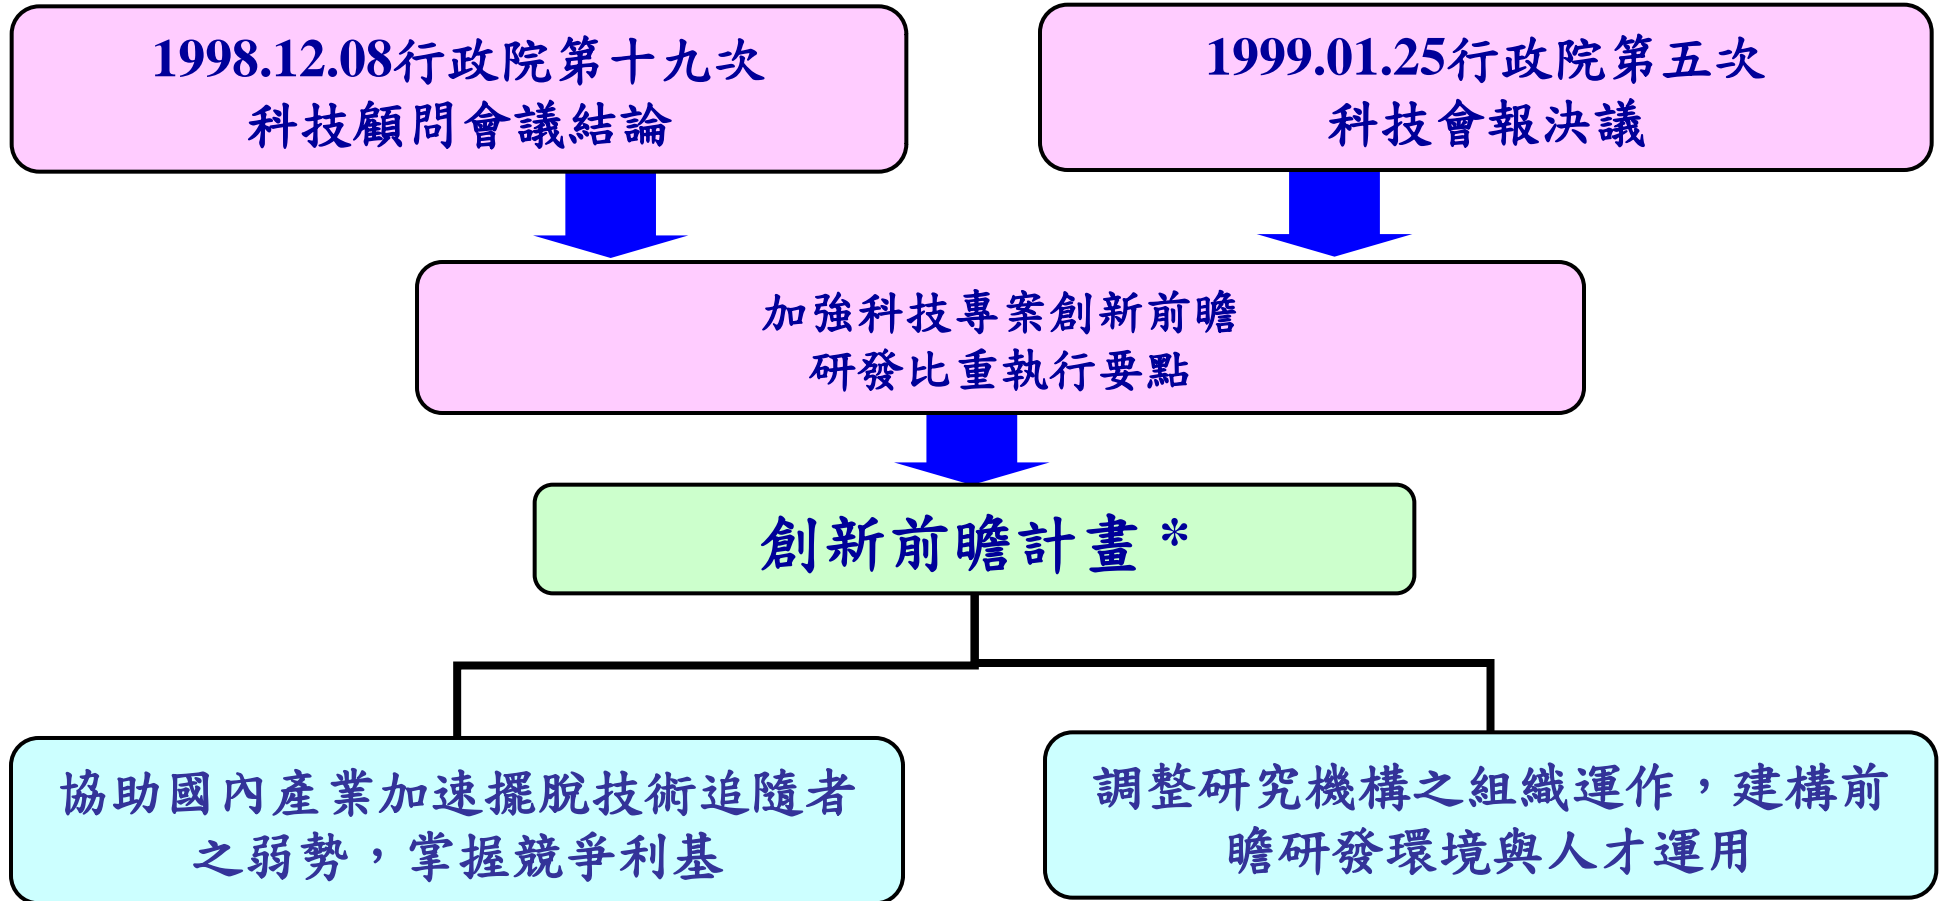 1998.12.08行政院第十九次
科技顧問會議結論
1999.01.25行政院第五次
科技會報決議
加強科技專案創新前瞻
研發比重執行要點
創新前瞻計畫*
協助國內產業加速擺脫技術追隨者
之弱勢，掌握競爭利基
調整研究機構之組織運作，建構前
瞻研發環境與人才運用